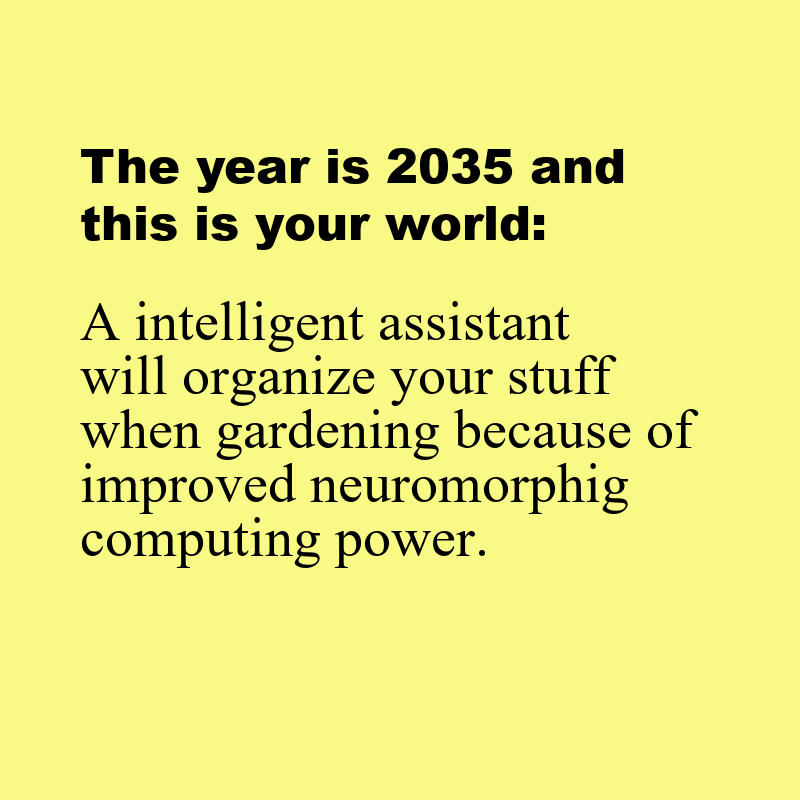 The year is 2035 and
this is your world:
A intelligent assistant
will organize your stuff
when gardening because of
improved neuromorphig
computing power.